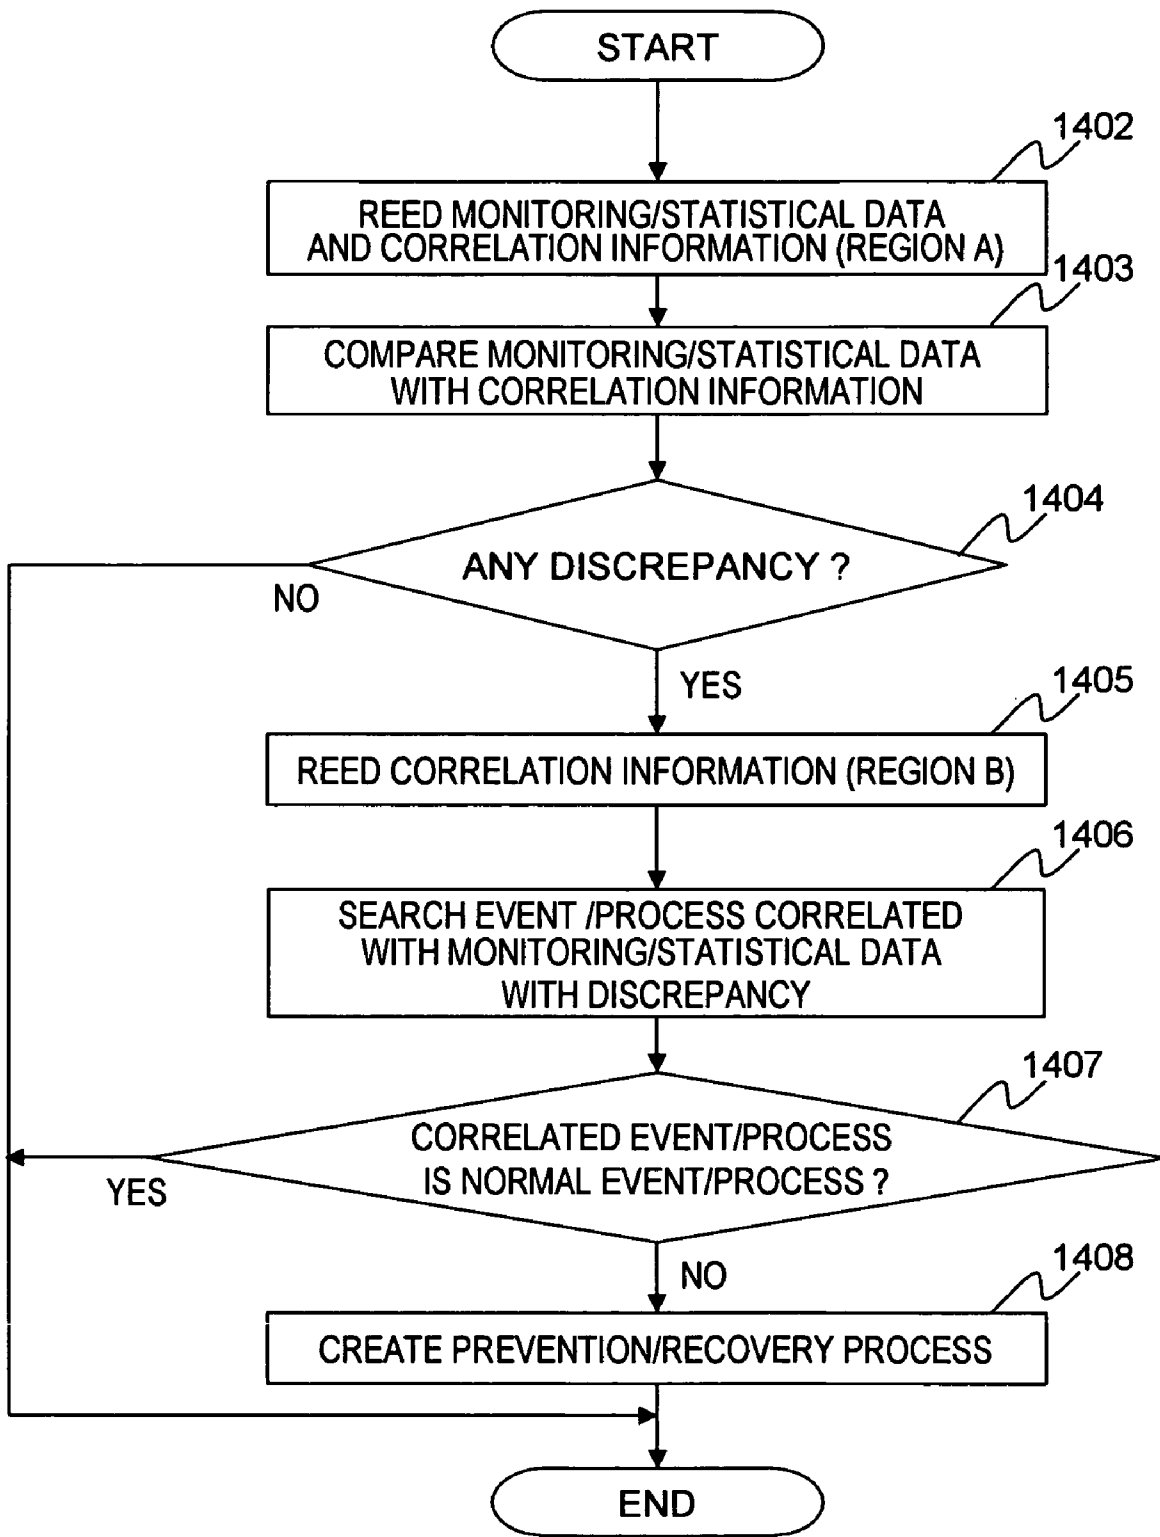 START
1402
REED MONITORING/STATISTICAL DATA
AND CORRELATION INFORMATION (REGION A)
1403
COMPARE MONITORING/STATISTICAL DATA
WITH CORRELATION INFORMATION
1404
ANY DISCREPANCY ?
NO
YES
1405
REED CORRELATION INFORMATION (REGION B)
1406
SEARCH EVENT /PROCESS CORRELATED
WITH MONITORING/STATISTICAL DATA
WITH DISCREPANCY
1407
CORRELATED EVENT/PROCESS
IS NORMAL EVENT/PROCESS ?
YES
NO
1408
CREATE PREVENTION/RECOVERY PROCESS
END